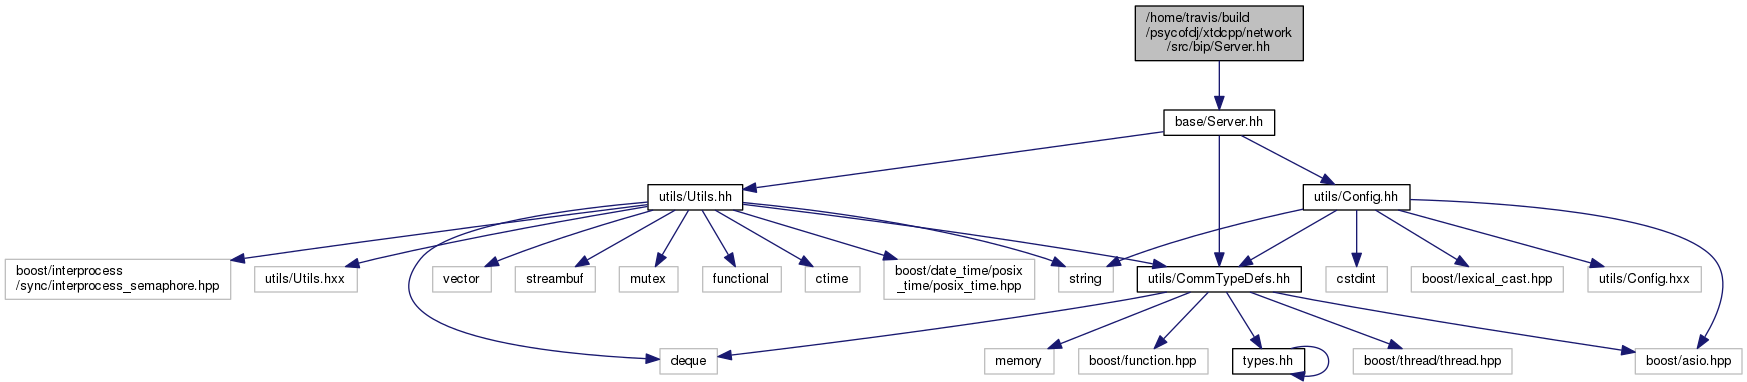 /home/travis/build
/psycofdj/xtdcpp/network
/src/bip/Server.hh
base/Server.hh
utils/Utils.hh
utils/Config.hh
boost/interprocess
/sync/interprocess_semaphore.hpp
utils/Utils.hxx
vector
streambuf
mutex
functional
ctime
boost/date_time/posix
_time/posix_time.hpp
string
utils/CommTypeDefs.hh
cstdint
boost/lexical_cast.hpp
utils/Config.hxx
deque
memory
boost/function.hpp
types.hh
boost/thread/thread.hpp
boost/asio.hpp